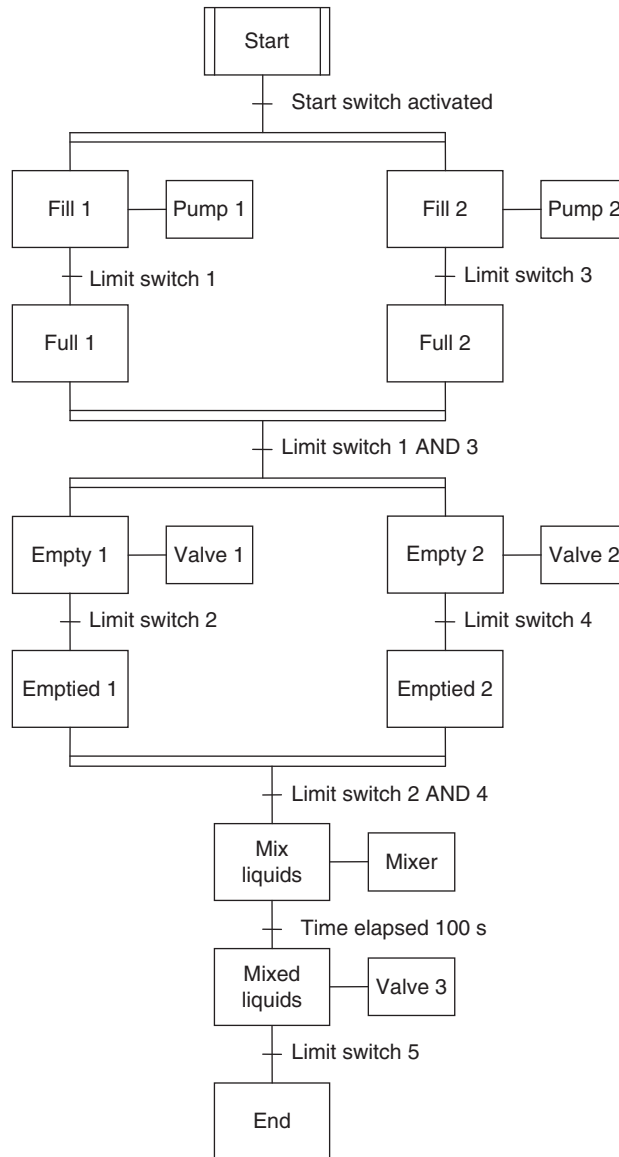 Start
Start switch activated
Fill 1
Pump 1
Fill 2
Pump 2
Limit switch 1
Limit switch 3
Full 1
Full 2
Limit switch 1 AND 3
Empty 1
Valve 1
Empty 2
Valve 2
Limit switch 2
Limit switch 4
Emptied 1
Emptied 2
Limit switch 2 AND 4
Mix
liquids
Mixer
Time elapsed 100 s
Mixed
liquids
Valve 3
Limit switch 5
End